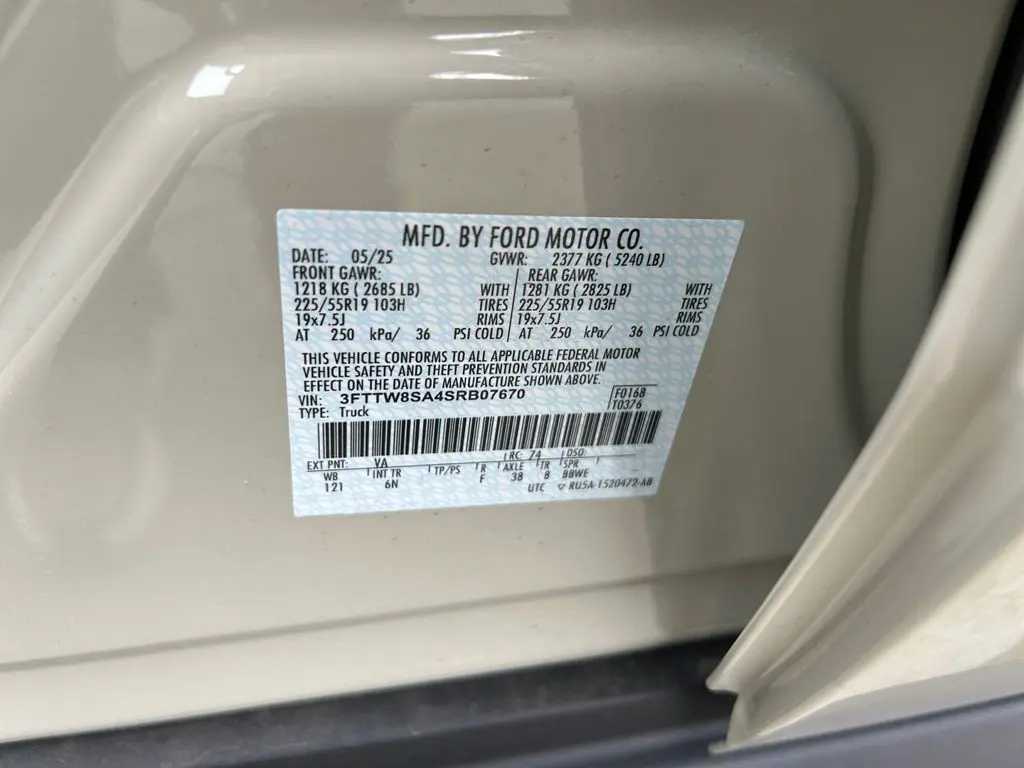 MFD. BY FORD MOTOR CO.
DATE: 05/25 GVWR: 2377 KG ( 5240 LB)
FRONT GAWR: REAR GAWR:
1218 KG ( 2685 LB) WITH 1281 KG ( 2825 LB) WITH
225/55R19 103H TIRES 225/55R19 103H TIRES
19x7.5J RIMS 19x7.5J RIMS
AT 250 kPa/ 36 PSI COLD AT 250 kPa/ 36 PSI COLD
THIS VEHICLE CONFORMS TO ALL APPLICABLE FEDERAL MOTOR
VEHICLE SAFETY AND THEFT PREVENTION STANDARDS IN
EFFECT ON THE DATE OF MANUFACTURE SHOWN ABOVE.
VIN: 3FTTW8SA4SRB07670 F0168
TYPE: Truck T0376
EXT PNT: VA RC: 74 DSO:
WB INT TR TP/PS R AXLE TR SPR
121 6N F 38 8 BBWE
UTC ▽ RU5A-1520472-AB